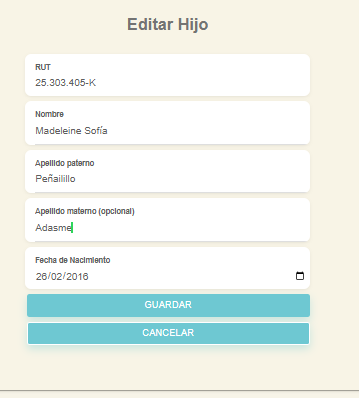 Editar Hijo
RUT
25.303.405-K
Nombre
Madeleine Sofía
Apellido paterno
Peñailillo
Apellido materno (opcional)
Adasme
Fecha de Nacimiento
26/02/2016
GUARDAR
CANCELAR